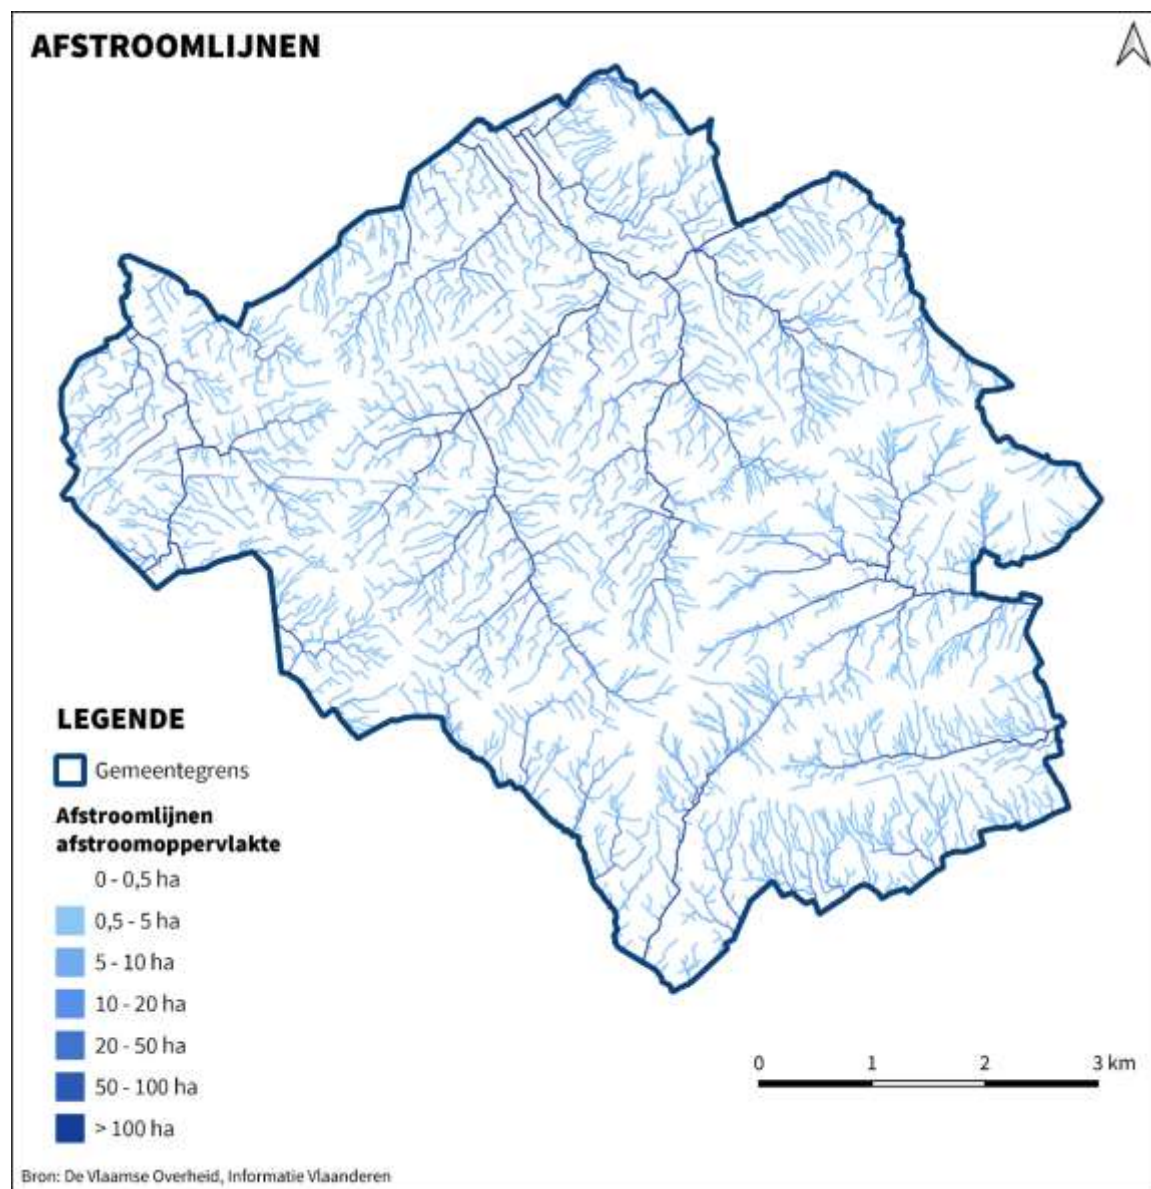 AFSTROOMLIJNEN
LEGENDE
Gemeentegrens
Afstroomlijnen
afstroomoppervlakte
0 - 0,5 ha
0,5 - 5 ha
5 - 10 ha
10 - 20 ha
20 - 50 ha
50 - 100 ha
> 100 ha
0 1 2 3 km
Bron: De Vlaamse Overheid, Informatie Vlaanderen